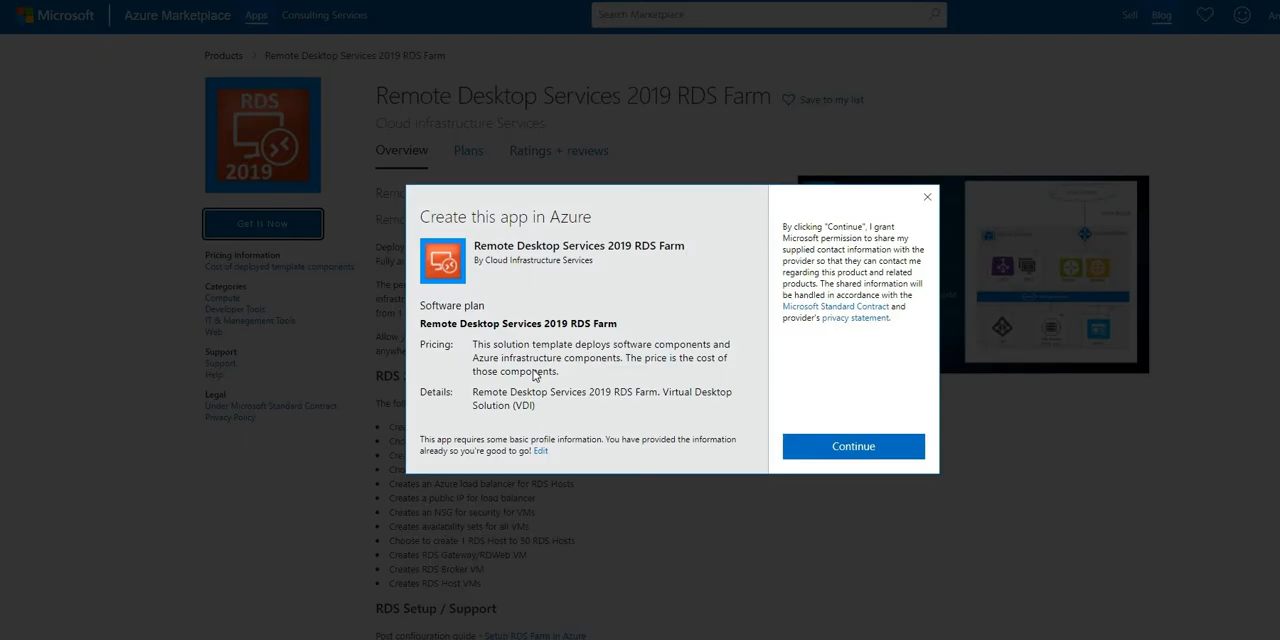 Microsoft
Azure Marketplace
Apps
Consulting Services
Search Marketplace
Sell
Blog
Products
Remote Desktop Services 2019 RDS Farm
RDS
2019
Remote Desktop Services 2019 RDS Farm
Save to my list
Cloud Infrastructure Services
Overview
Plans
Ratings + reviews
Get It Now
Pricing information
Cost of deployed template components
Categories
Compute
Developer Tools
IT & Management Tools
Web
Support
Support
Help
Legal
Under Microsoft Standard Contract
Privacy Policy
Create this app in Azure
Remote Desktop Services 2019 RDS Farm
By Cloud Infrastructure Services
Software plan
Remote Desktop Services 2019 RDS Farm
Pricing: This solution template deploys software components and
Azure infrastructure components. The price is the cost of
those components.
Details: Remote Desktop Services 2019 RDS Farm. Virtual Desktop
Solution (VDI)
This app requires some basic profile information. You have provided the information
already so you're good to go! Edit
By clicking "Continue", I grant
Microsoft permission to share my
supplied contact information with the
provider so that they can contact me
regarding this product and related
products. The shared information will
be handled in accordance with the
Microsoft Standard Contract and
provider's privacy statement.
Continue
Creates an Azure load balancer for RDS Hosts
Creates a public IP for load balancer
Creates an NSG for security for VMs
Creates availability sets for all VMs
Choose to create 1 RDS Host to 50 RDS Hosts
Creates RDS Gateway/RDWeb VM
Creates RDS Broker VM
Creates RDS Host VMs
RDS Setup / Support
Post configuration guide - Setup RDS Farm in Azure